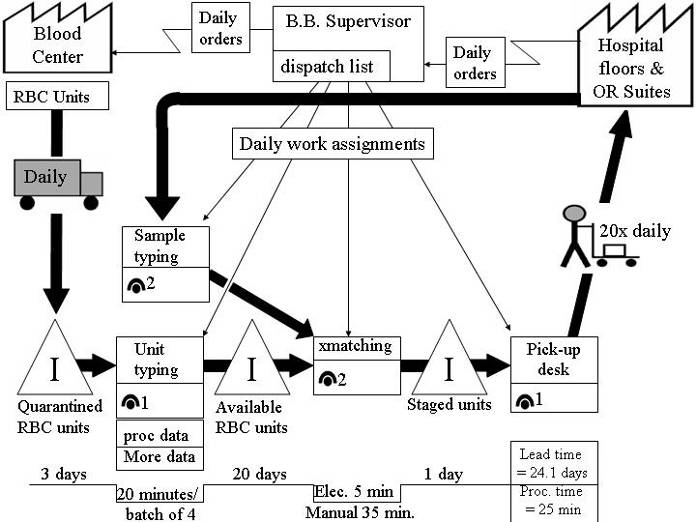 Blood
Center
Daily
orders
B.B. Supervisor
dispatch list
Daily
orders
Hospital
floors &
OR Suites
RBC Units
Daily work assignments
Daily
Sample
typing
2
20x daily
I
Quarantined
RBC units
Unit
typing
1
proc data
More data
I
Available
RBC units
xmatching
2
I
Staged units
Pick-up
desk
1
3 days
20 minutes/
batch of 4
20 days
Elec. 5 min
Manual 35 min.
1 day
Lead time
= 24.1 days
Proc. time
= 25 min